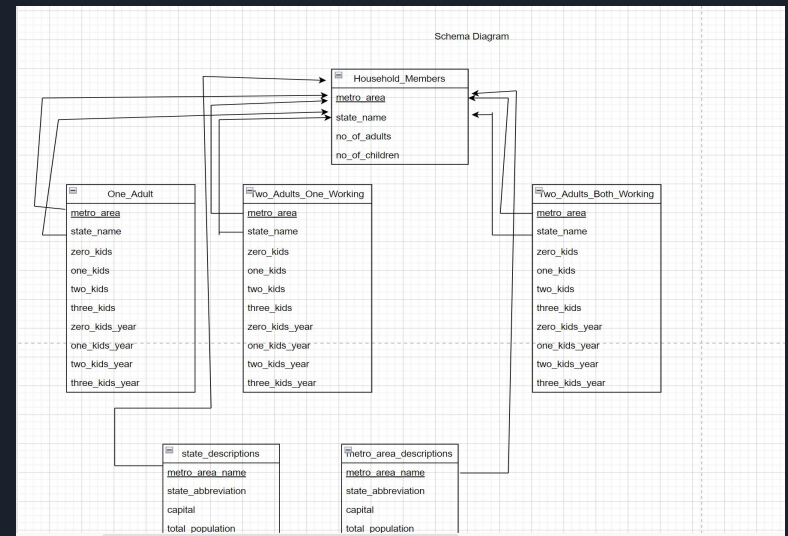 Schema Diagram
Household_Members
metro_area
state_name
no_of_adults
no_of_children
One_Adult
metro_area
state_name
zero_kids
one_kids
two_kids
three_kids
zero_kids_year
one_kids_year
two_kids_year
three_kids_year
Two_Adults_One_Working
metro_area
state_name
zero_kids
one_kids
two_kids
three_kids
zero_kids_year
one_kids_year
two_kids_year
three_kids_year
Two_Adults_Both_Working
metro_area
state_name
zero_kids
one_kids
two_kids
three_kids
zero_kids_year
one_kids_year
two_kids_year
three_kids_year
state_descriptions
metro_area_name
state_abbreviation
capital
total_population
metro_area_descriptions
metro_area_name
state_abbreviation
capital
total_population